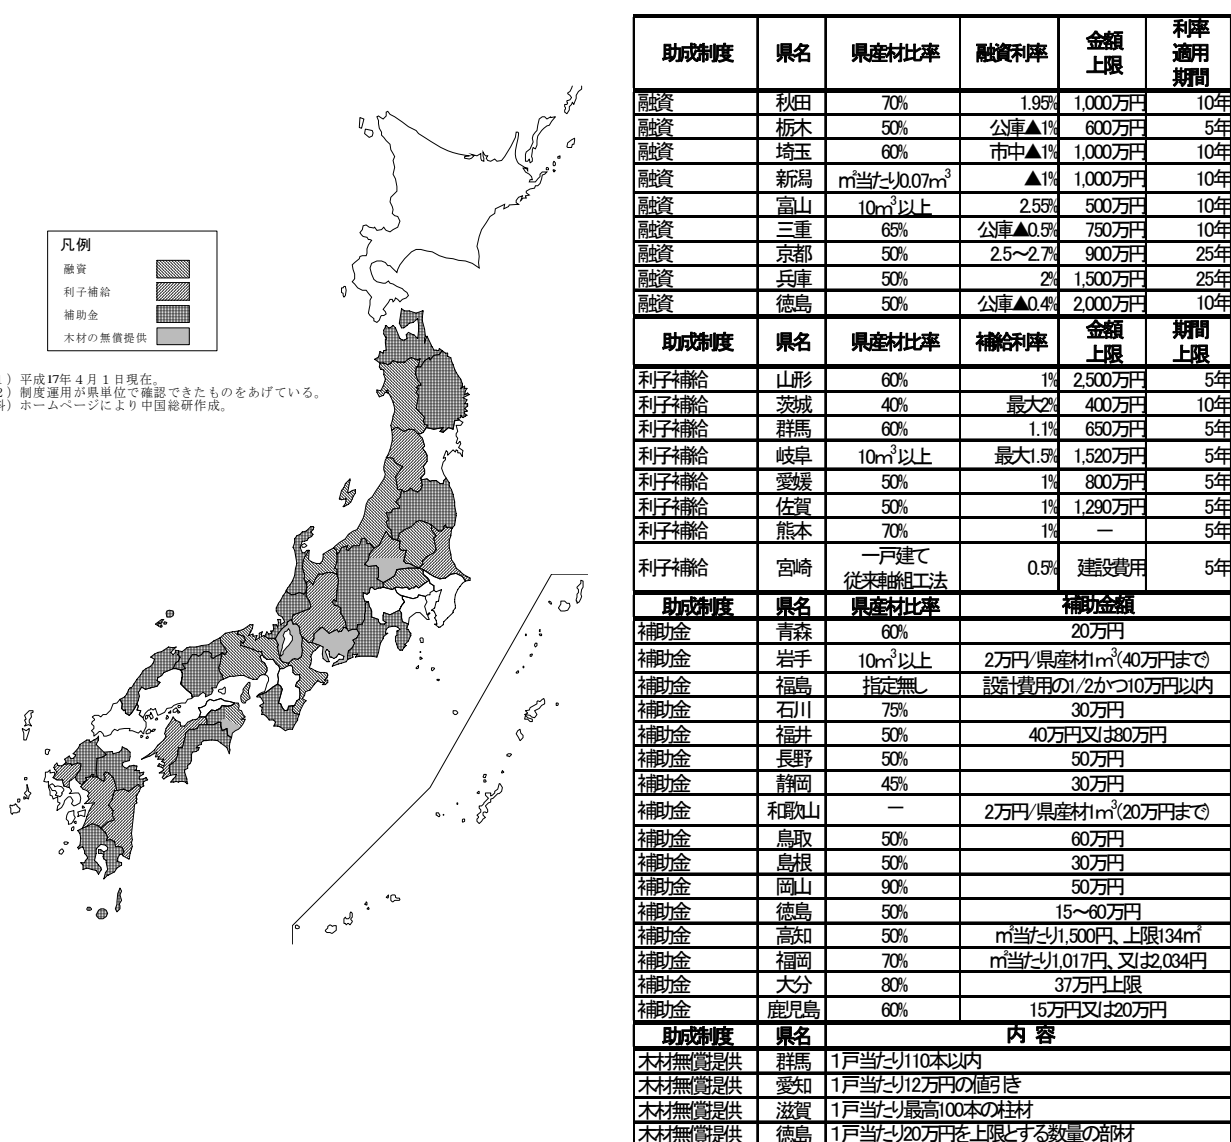 凡例
融資
利子補給
補助金
木材の無償提供
）平成17年４月１日現在。
）制度運用が県単位で確認できたものをあげている。
）ホームページにより中国総研作成。
助成制度 県名 県産材比率 融資利率 金額上限 利率適用期間
融資 秋田 70% 1.95% 1,000万円 10年
融資 栃木 50% 公庫▲1% 600万円 5年
融資 埼玉 60% 市中▲1% 1,000万円 10年
融資 新潟 ㎡当たり0.07m³ ▲1% 1,000万円 10年
融資 富山 10m³以上 2.55% 500万円 10年
融資 三重 65% 公庫▲0.5% 750万円 10年
融資 京都 50% 2.5～2.7% 900万円 25年
融資 兵庫 50% 2% 1,500万円 25年
融資 徳島 50% 公庫▲0.4% 2,000万円 10年
助成制度 県名 県産材比率 補給利率 金額上限 期間上限
利子補給 山形 60% 1% 2,500万円 5年
利子補給 茨城 40% 最大2% 400万円 10年
利子補給 群馬 60% 1.1% 650万円 5年
利子補給 岐阜 10m³以上 最大1.5% 1,520万円 5年
利子補給 愛媛 50% 1% 800万円 5年
利子補給 佐賀 50% 1% 1,290万円 5年
利子補給 熊本 70% 1% － 5年
利子補給 宮崎 一戸建て従来軸組工法 0.5% 建設費用 5年
助成制度 県名 県産材比率 補助金額
補助金 青森 60% 20万円
補助金 岩手 10m³以上 2万円/県産材1m³(40万円まで)
補助金 福島 指定無し 設計費用の1/2かつ10万円以内
補助金 石川 75% 30万円
補助金 福井 50% 40万円又は80万円
補助金 長野 50% 50万円
補助金 静岡 45% 30万円
補助金 和歌山 － 2万円/県産材1m³(20万円まで)
補助金 鳥取 50% 60万円
補助金 島根 50% 30万円
補助金 岡山 90% 50万円
補助金 徳島 50% 15～60万円
補助金 高知 50% ㎡当たり1,500円、上限134㎡
補助金 福岡 70% ㎡当たり1,017円、又は2,034円
補助金 大分 80% 37万円上限
補助金 鹿児島 60% 15万円又は20万円
助成制度 県名 内 容
木材無償提供 群馬 1戸当たり110本以内
木材無償提供 愛知 1戸当たり12万円の値引き
木材無償提供 滋賀 1戸当たり最高100本の柱材
木材無償提供 徳島 1戸当たり20万円を上限とする数量の部材